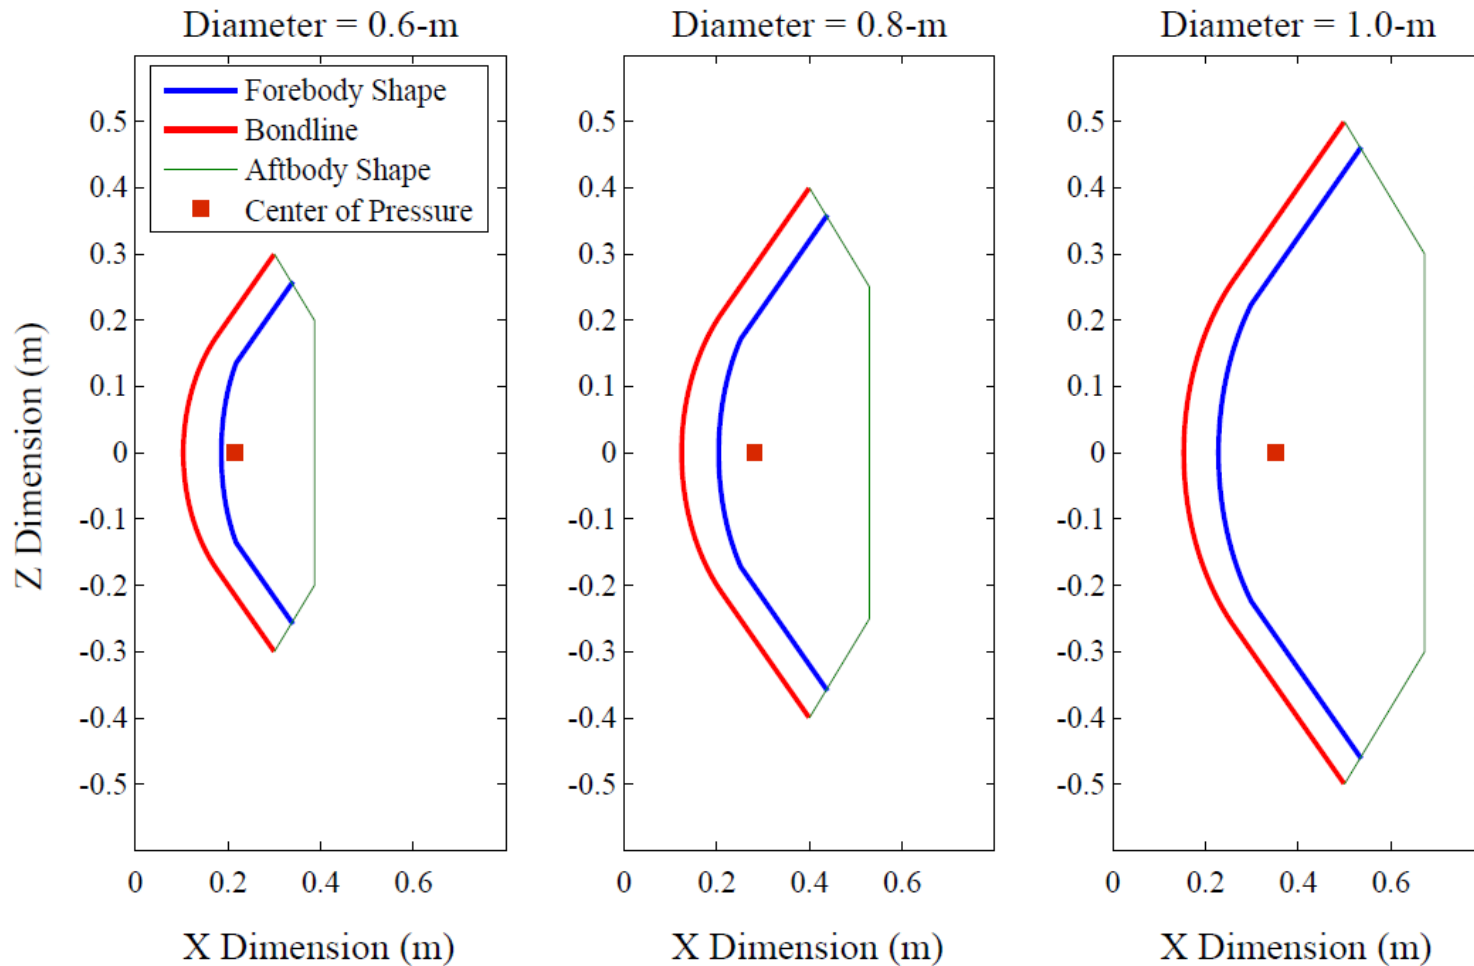 Diameter = 0.6-m
Diameter = 0.8-m
Diameter = 1.0-m
Forebody Shape
Bondline
Aftbody Shape
Center of Pressure
Z Dimension (m)
0.5
0.4
0.3
0.2
0.1
0
-0.1
-0.2
-0.3
-0.4
-0.5
0 0.2 0.4 0.6
X Dimension (m)
0.5
0.4
0.3
0.2
0.1
0
-0.1
-0.2
-0.3
-0.4
-0.5
0 0.2 0.4 0.6
X Dimension (m)
0.5
0.4
0.3
0.2
0.1
0
-0.1
-0.2
-0.3
-0.4
-0.5
0 0.2 0.4 0.6
X Dimension (m)